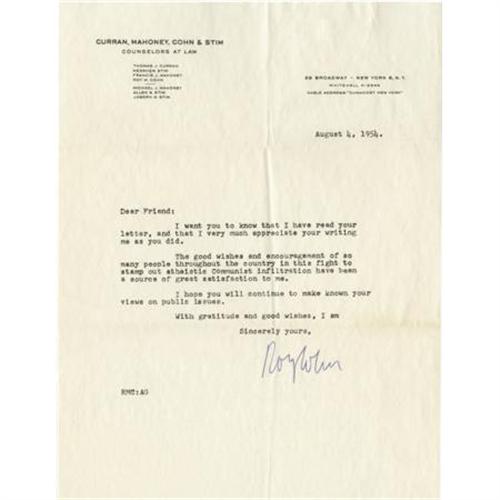 CURRAN, MAHONEY, COHN & STIM
COUNSELORS AT LAW
THOMAS J. CURRAN
HERMAN STIM
FRANCIS J. MAHONEY
ROY M. COHN
MICHAEL J. MAHONEY
ALLEN S. STIM
JOSEPH D. STIM
29 BROADWAY - NEW YORK 6, N.Y.
WHITEHALL
CABLE ADDRESS NEW YORK"
August 4, 1954.
Dear Friend:
I want you to know that I have read your
letter, and that I very much appreciate your writing
me as you did.
The good wishes and encouragement of so
many people throughout the country in this fight to
stamp out atheistic Communist infiltration have been
a source of great satisfaction to me.
I hope you will continue to make known your
views on public issues.
With gratitude and good wishes, I am
Sincerely yours,
Roy Cohn
RMC:AG